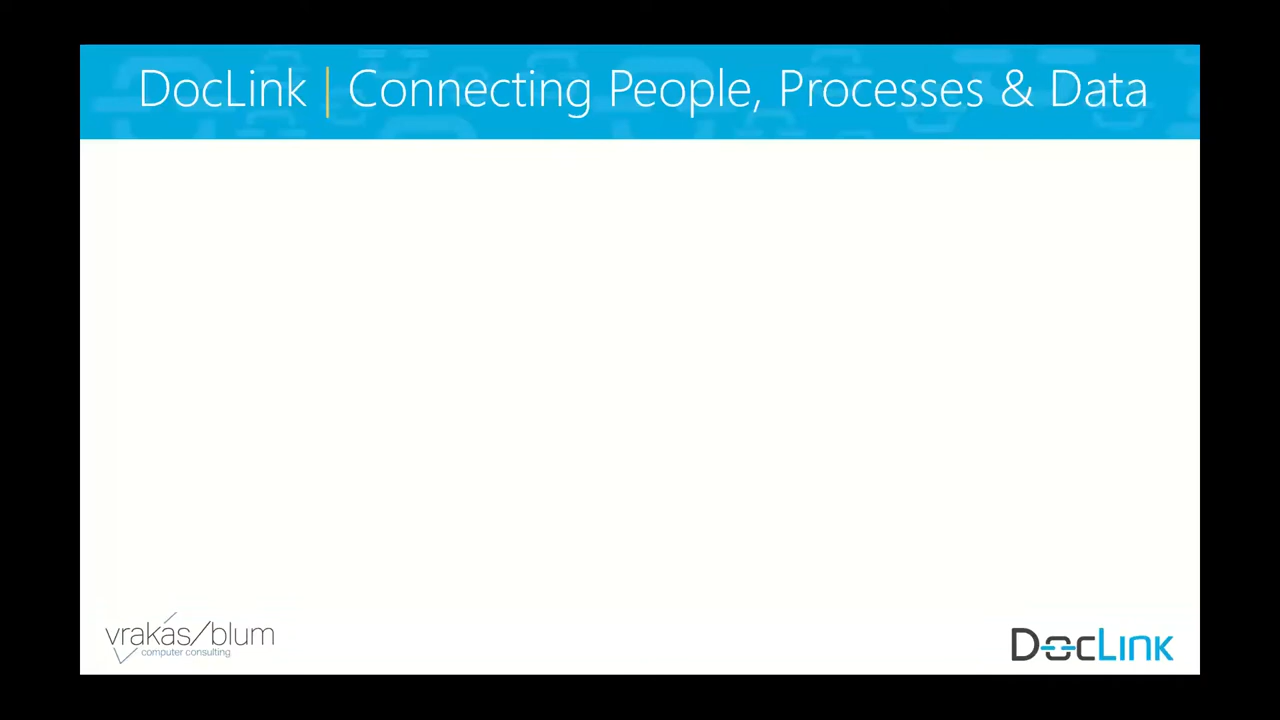 DocLink | Connecting People, Processes & Data
vrakas/blum
computer consulting
DocLink